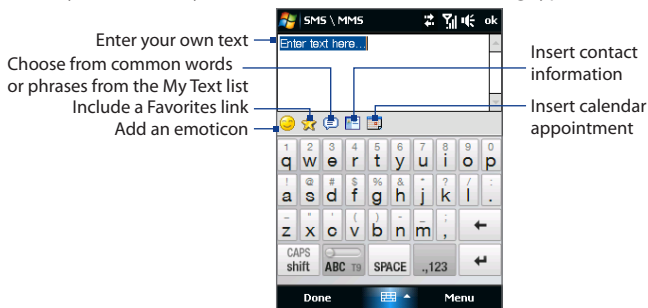 SMS \ MMS ok
Enter your own text
Enter text here...
Choose from common words
or phrases from the My Text list
Include a Favorites link
Add an emoticon
Insert contact
information
Insert calendar
appointment
1 2 3 4 5 6 7 8 9 0
q w e r t y u i o p
! @ # $ % & * ? / :
a s d f g h j k l .
_ " ' ( ) - _ ;
z x c v b n m ,
CAPS
shift ABC T9 SPACE .,123
Done Menu